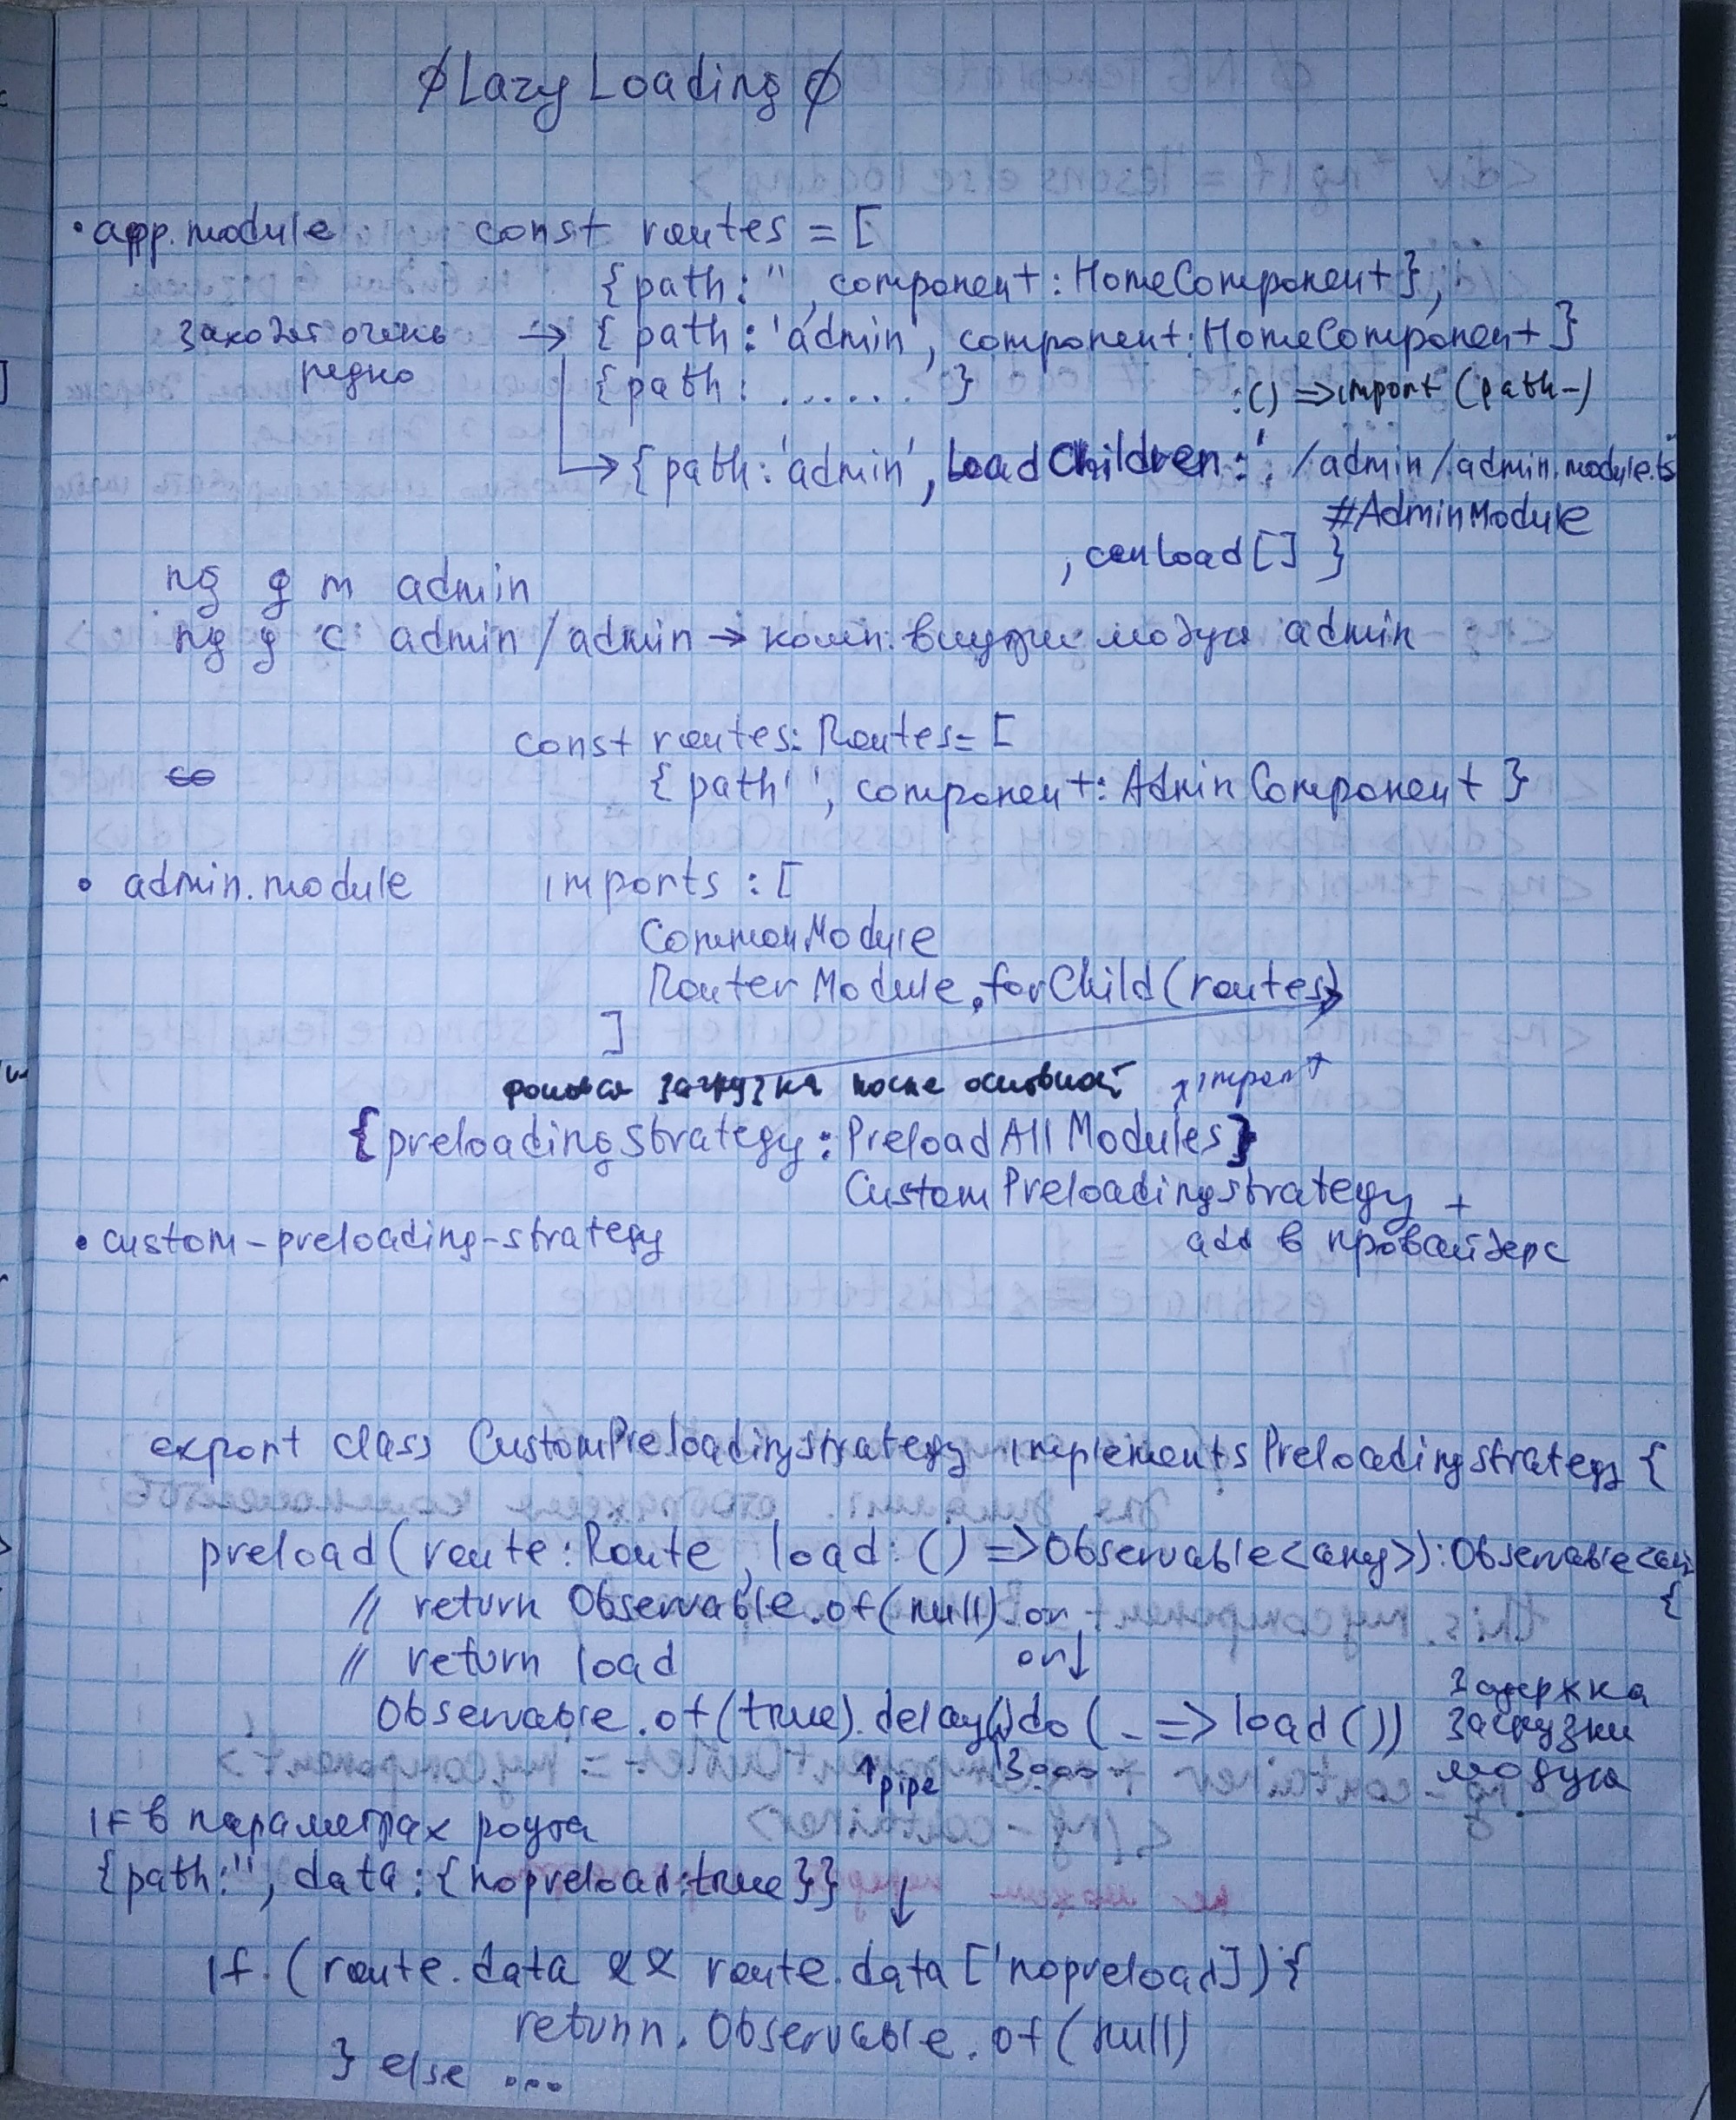 ∅ Lazy Loading ∅
• app.module const routes = [
{path: '', component: HomeComponent},
заходят очень → { path: 'admin', component: HomeComponent }
редко {path: ...... }
: () => import (path-)
→ {path: 'admin', loadChildren: './admin/admin.module.ts
#AdminModule
, canLoad [] }
ng g m admin
ng g c admin/admin → комп. внутри модуля admin
const routes: Routes = [
{ path '', component: AdminComponent }
• admin.module imports : [
CommonModule
RouterModule.forChild(routes)
]
фоновая загрузка после основной ↑ import ↑
{preloadingStrategy: PreloadAllModules}
CustomPreloadingStrategy +
• custom-preloading-strategy add в провайдерс
export class CustomPreloadingStrategy implements PreloadingStrategy {
preload(route: Route, load: () => Observable<any>): Observable<any
{
// return Observable.of(null) or
// return load or ↓
Observable.of(true).delay().do( _ => load()) задержка
загрузки
↑ pipe 3000 модуля
If в параметрах роута
{path: '', data: {nopreload: true}} ↓
if (route.data && route.data ['nopreload]) {
return. Observable.of (null)
} else ...